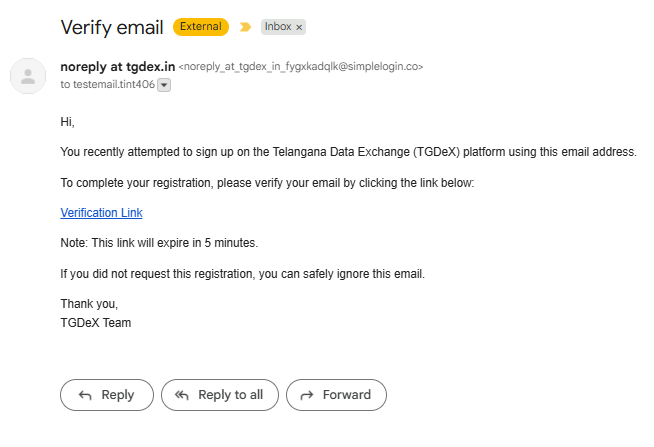 Verify email External Inbox ×
noreply at tgdex.in <noreply_at_tgdex_in_fygxkadqlk@simplelogin.co>
to testemail.tint406
Hi,
You recently attempted to sign up on the Telangana Data Exchange (TGDeX) platform using this email address.
To complete your registration, please verify your email by clicking the link below:
Verification Link
Note: This link will expire in 5 minutes.
If you did not request this registration, you can safely ignore this email.
Thank you,
TGDeX Team
Reply Reply to all Forward